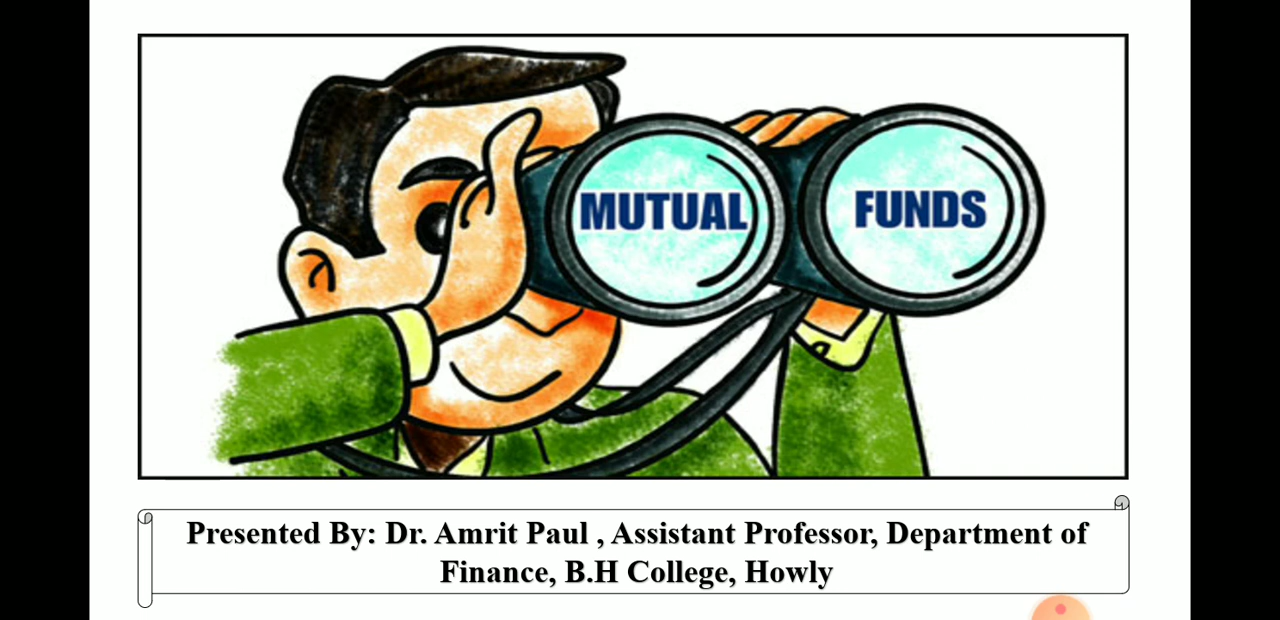 MUTUAL FUNDS
Presented By: Dr. Amrit Paul , Assistant Professor, Department of
Finance, B.H College, Howly